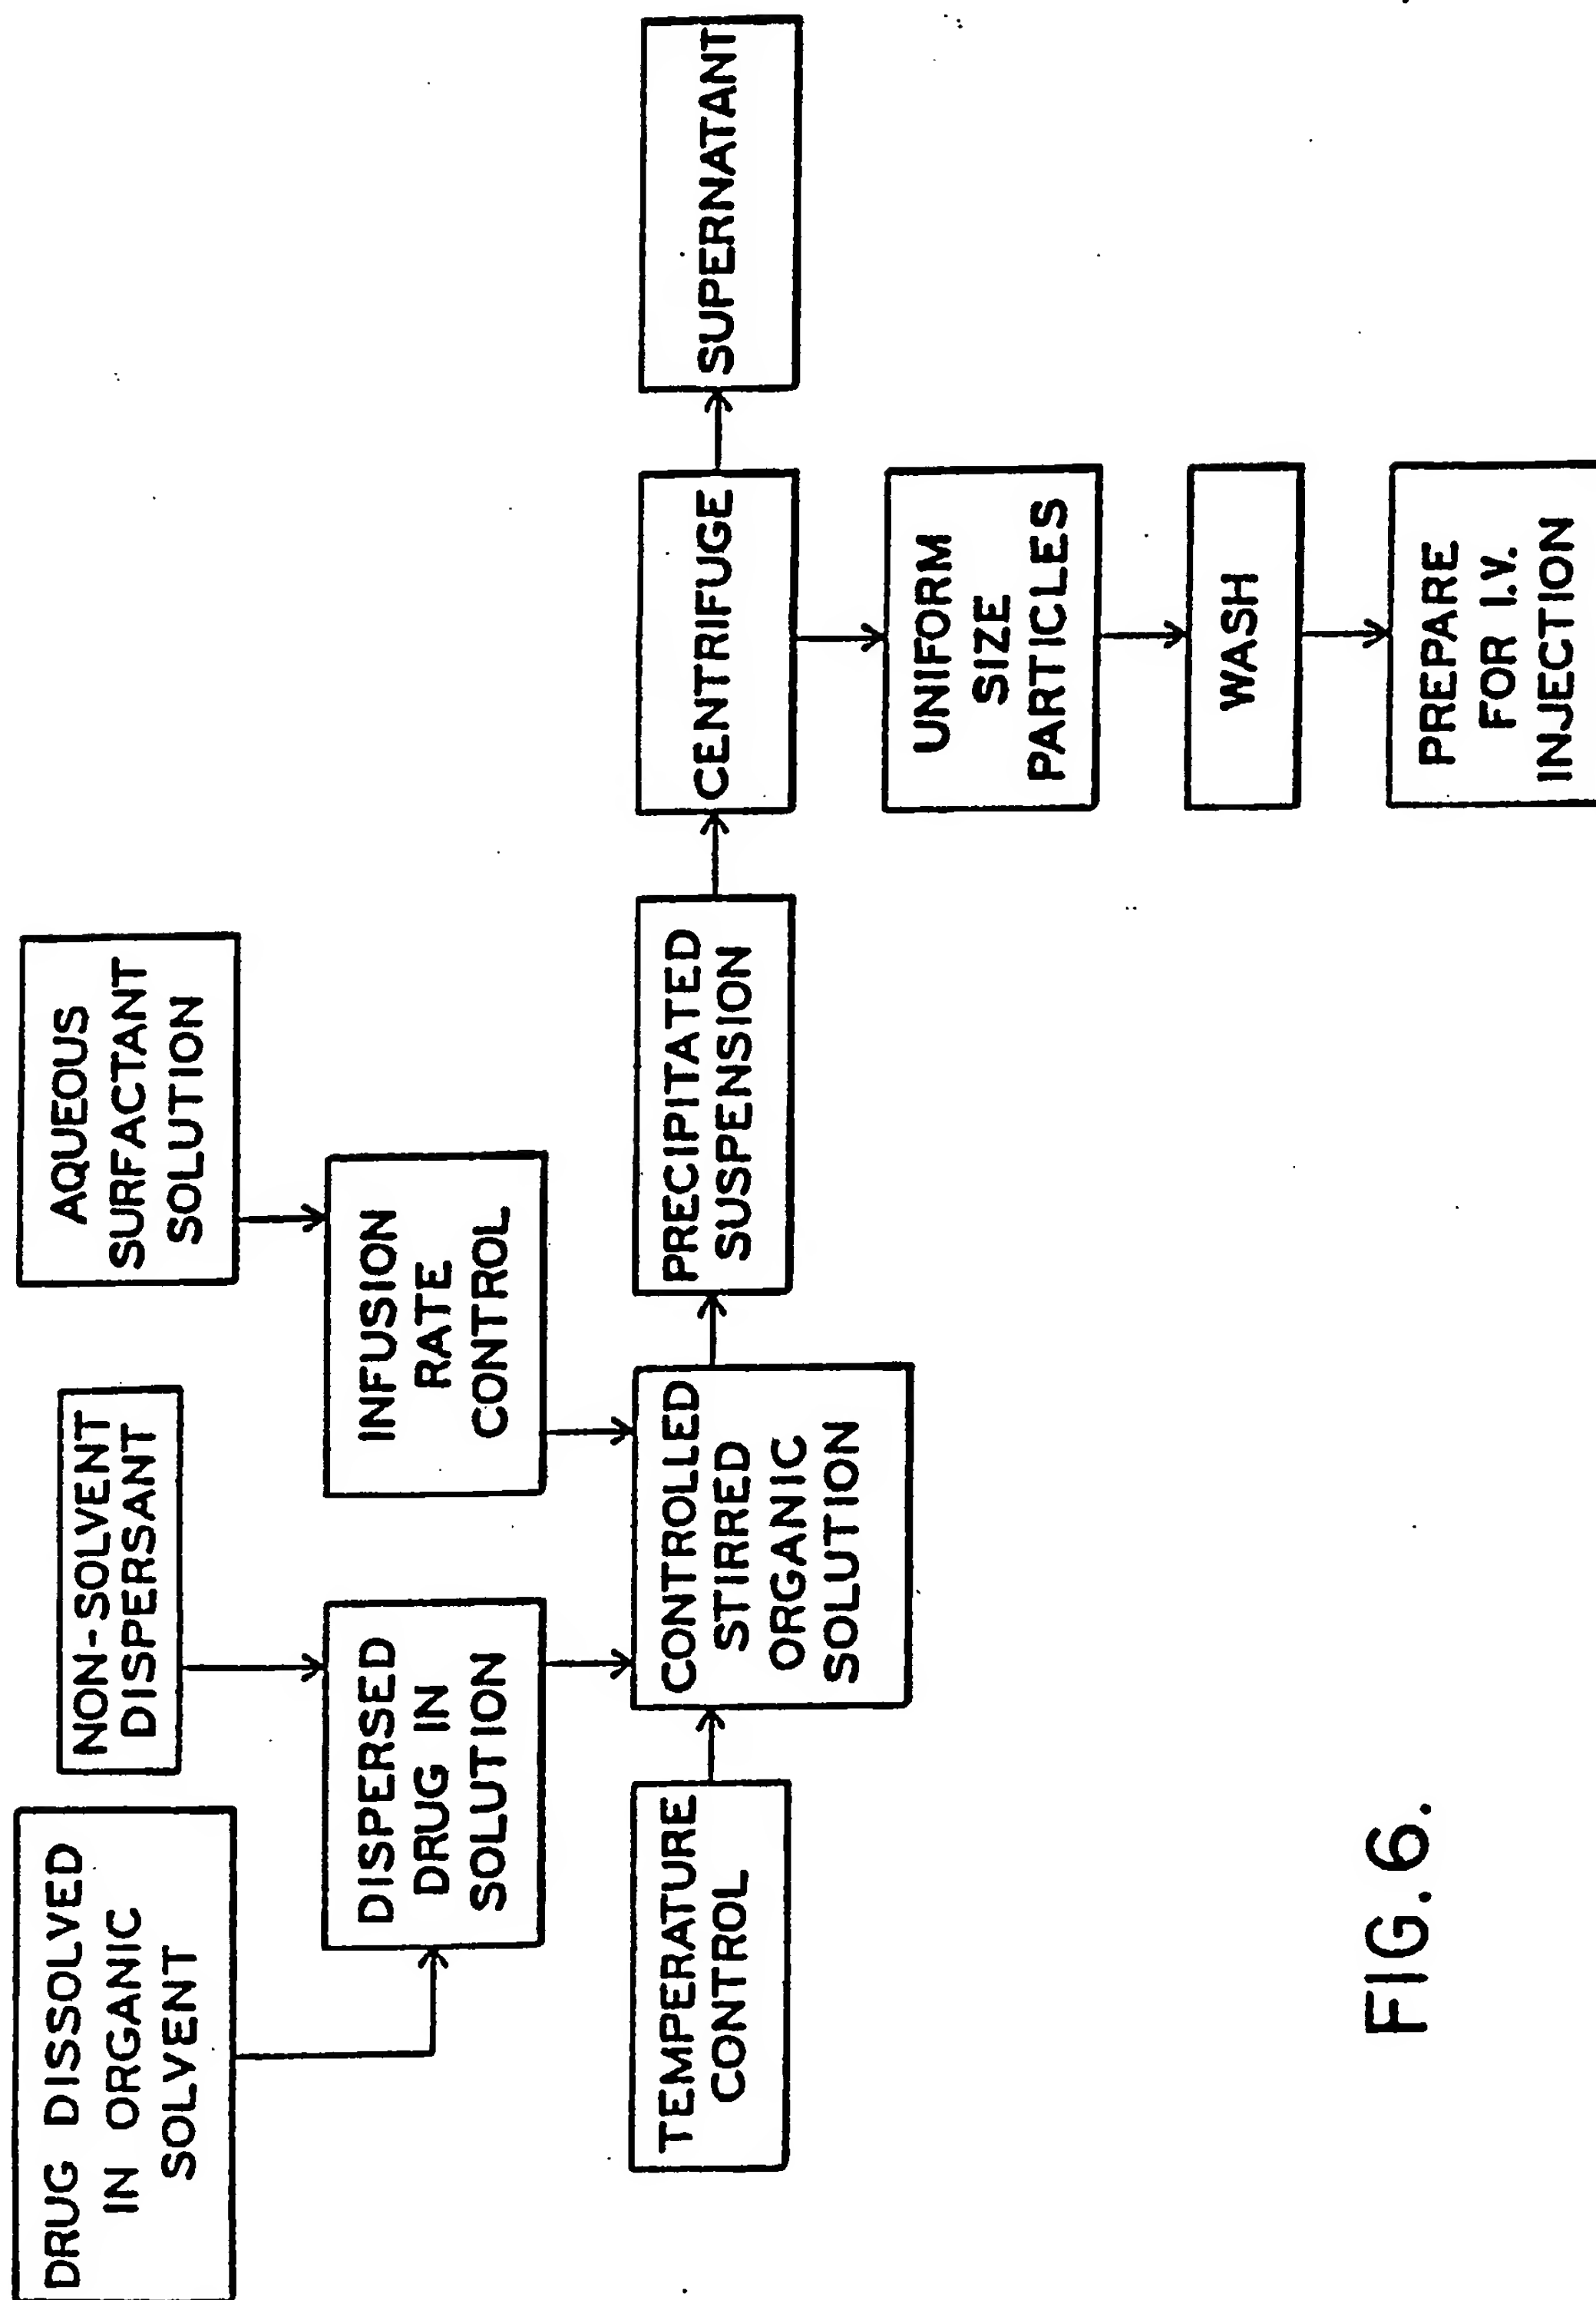 DRUG DISSOLVED
IN ORGANIC
SOLVENT
NON-SOLVENT
DISPERSANT
AQUEOUS
SURFACTANT
SOLUTION
DISPERSED
DRUG IN
SOLUTION
INFUSION
RATE
CONTROL
TEMPERATURE
CONTROL
CONTROLLED
STIRRED
ORGANIC
SOLUTION
PRECIPITATED
SUSPENSION
CENTRIFUGE
SUPERNATANT
UNIFORM
SIZE
PARTICLES
WASH
PREPARE
FOR I.V.
INJECTION
FIG. 6.